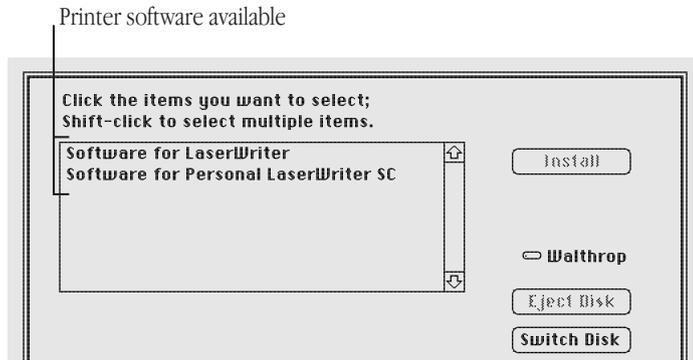 Printer software available
Click the items you want to select;
Shift-click to select multiple items.
Software for LaserWriter
Software for Personal LaserWriter SC
Install
Walthrop
Eject Disk
Switch Disk